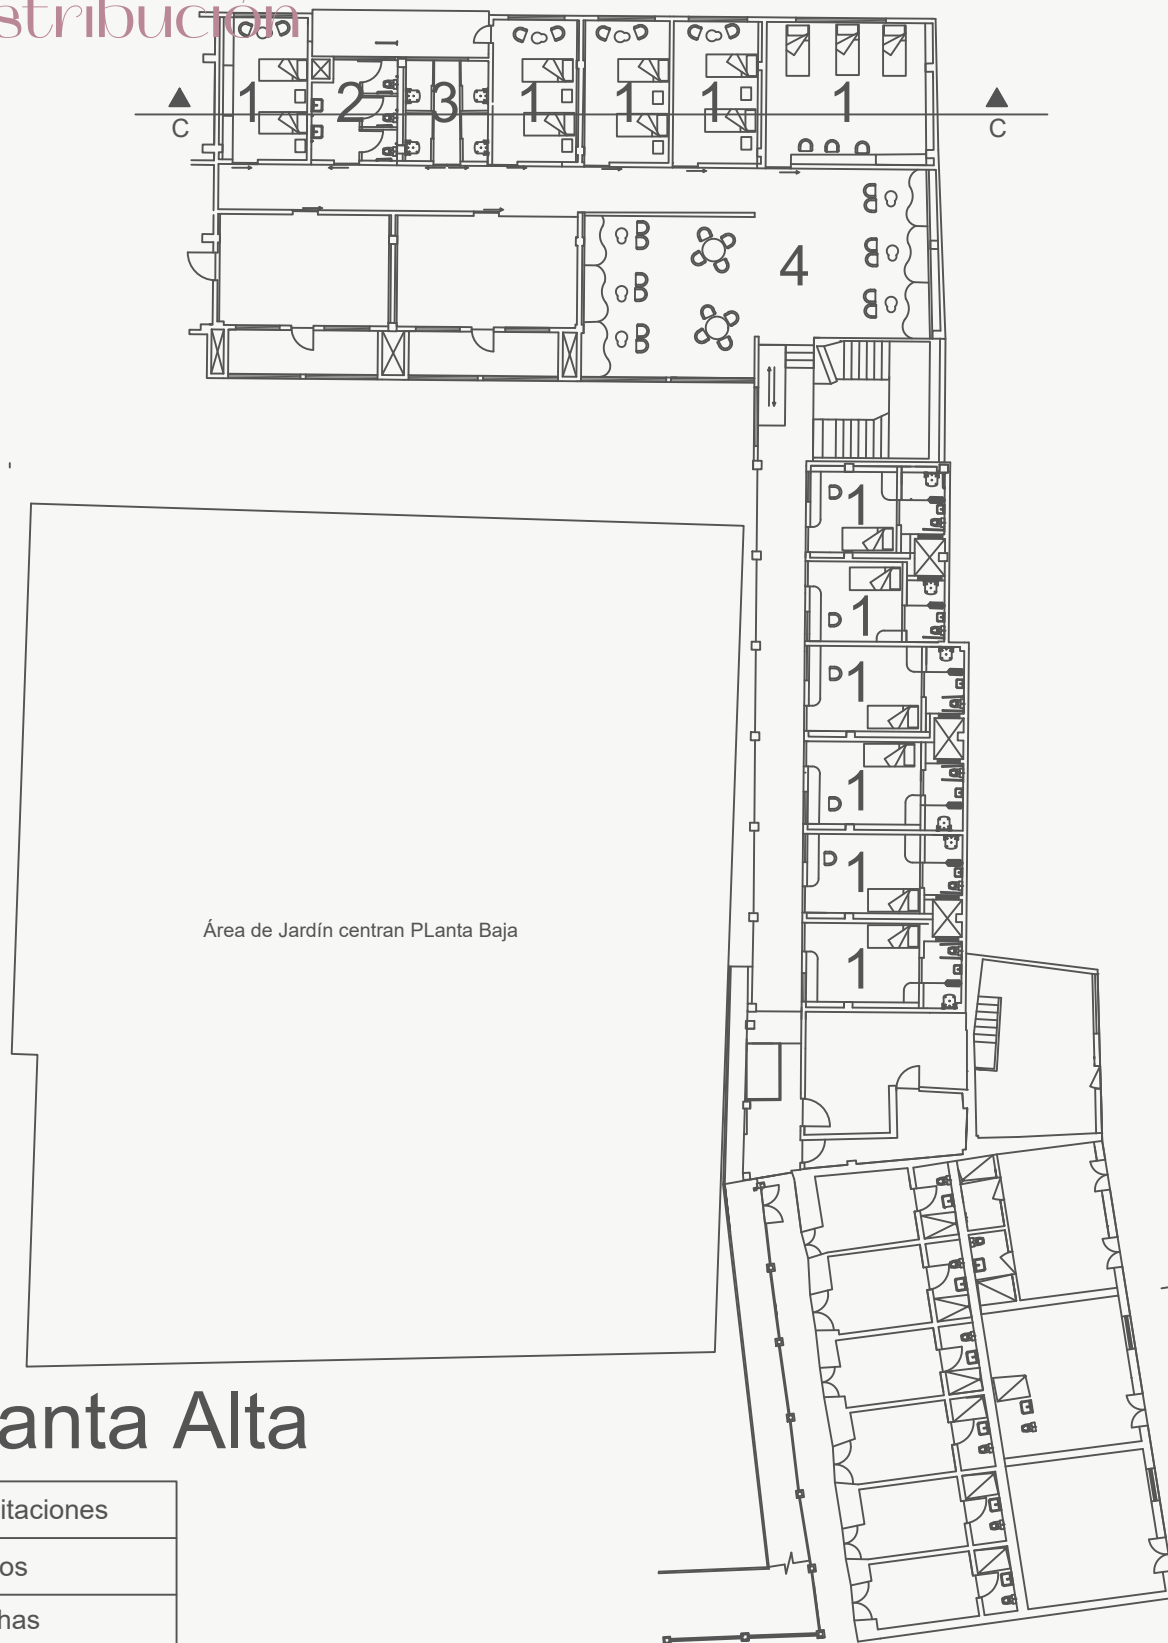 stribución
1 2 3 1 1 1 1
C C
4
1
1
1
1
1
Área de Jardín centran PLanta Baja
1
anta Alta
itaciones
os
has